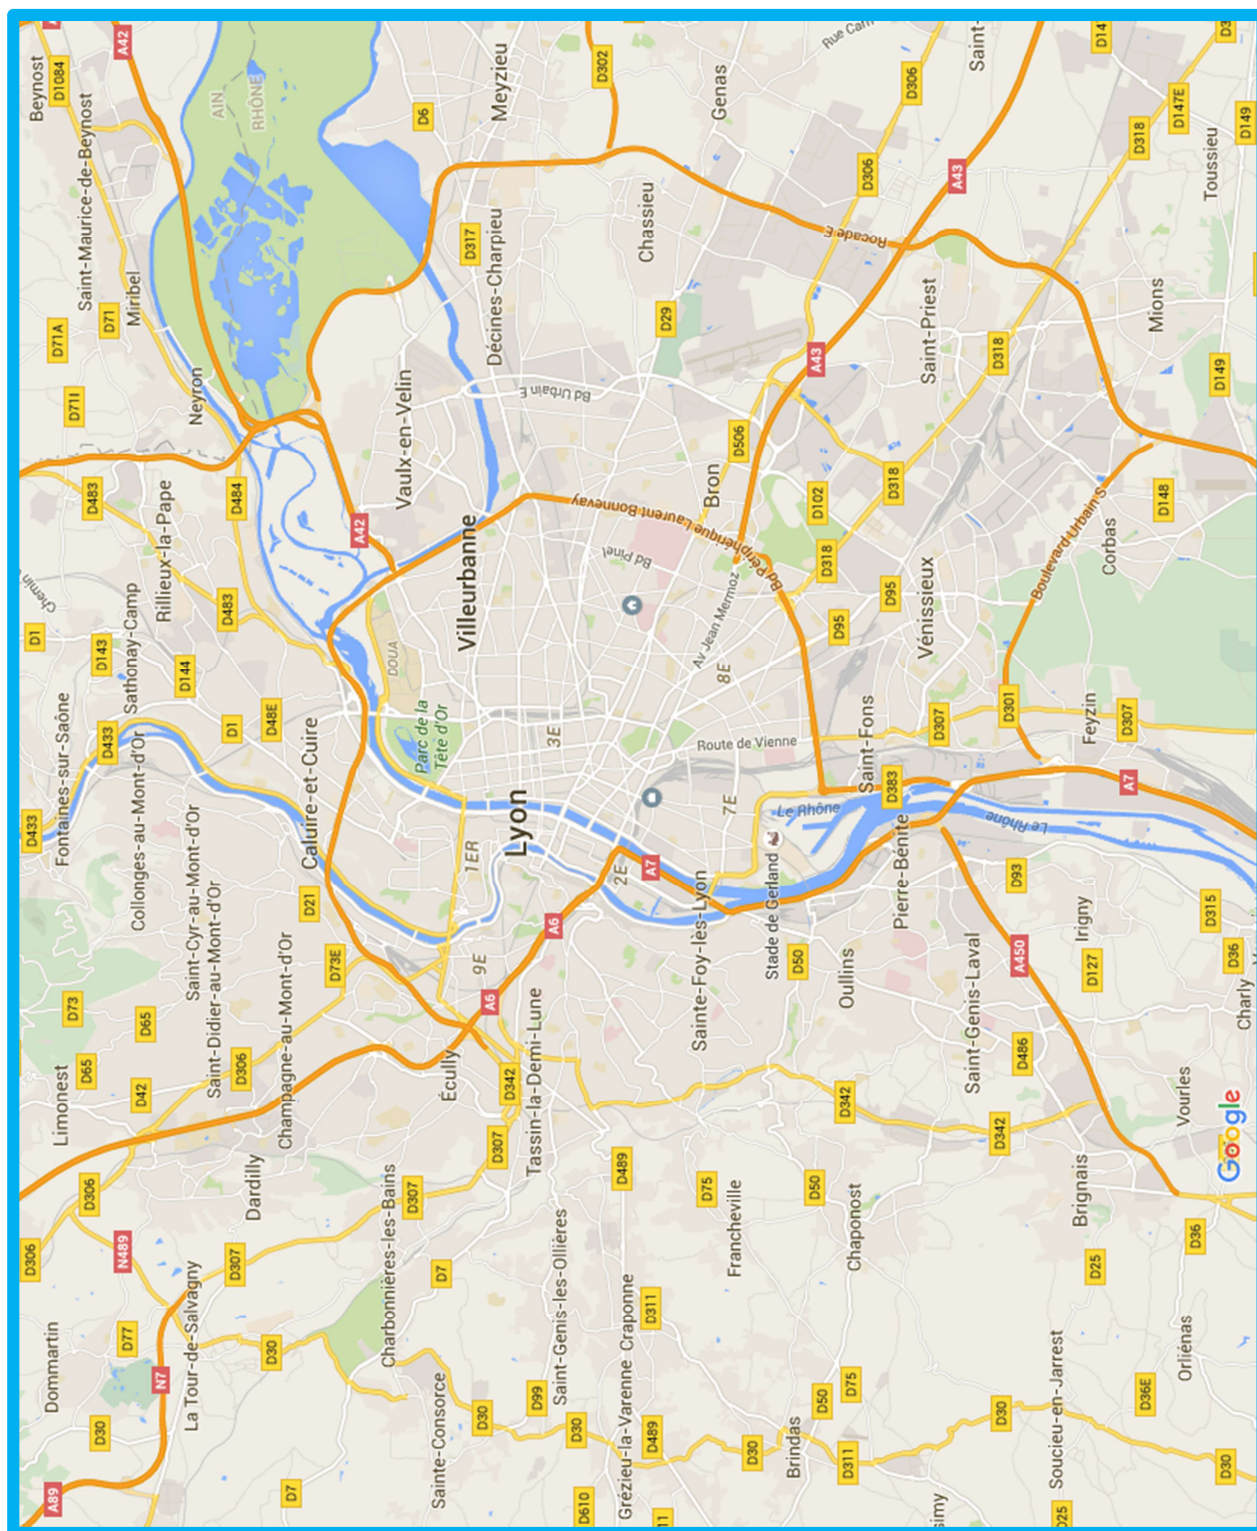 A89
Dommartin
D306
Limonest
D65
D73
Fontaines-sur-Saône
D433
D1
Chemin
Beynost
D1084
D71A
D71I
D30
D77
N489
D306
D42
D65
Collonges-au-Mont-d'Or
D433
D143
Sathonay-Camp
D483
D71
Miribel
Saint-Maurice-de-Beynost
A42
N7
La Tour-de-Salvagny
Saint-Cyr-au-Mont-d'Or
D144
Rillieux-la-Pape
Neyron
Dardilly
D307
D306
Saint-Didier-au-Mont-d'Or
D1
D483
D484
AIN
RHÔNE
D7
D30
Champagne-au-Mont-d'Or
D48E
D21
Caluire-et-Cuire
D73E
A42
Charbonnières-les-Bains
D307
DOUA
Vaulx-en-Velin
D6
Sainte-Consorce
D7
Écully
Parc de la
Tête d'Or
Villeurbanne
D317
Décines-Charpieu
Meyzieu
D30
D307
D342
A6
9E
1ER
Lyon
D99
Tassin-la-Demi-Lune
Saint-Genis-les-Ollières
A6
3E
Bd Urbain E
D610
D30
D302
Grézieu-la-Varenne
Craponne
D489
2E
Bd Pinel
Bd Périphérique Laurent Bonnevay
Chassieu
11
D489
D311
A7
D29
Sainte-Foy-lès-Lyon
D75
Francheville
7E
Route de Vienne
8E
Av Jean Mermoz
Bron
D506
Genas
D30
Stade de Gerland
Le Rhône
Brindas
D50
D50
D50
D318
D102
A43
D311
D75
Chaponost
D342
Oullins
D95
Rocade E
Rue Cam
Saint-Fons
D383
D95
D318
D306
D306
Pierre-Bénite
Vénissieux
Saint-Priest
D307
A43
simy
D30
D342
Saint-Genis-Laval
Le Rhône
D301
D318
Saint-
D486
A450
D93
Boulevard Urbain S
D25
Soucieu-en-Jarrest
D25
Brignais
D127
Irigny
Feyzin
Corbas
D147
D307
A7
D318
D36E
Orliénas
Vourles
D148
Mions
D147E
D36
D315
Toussieu
D30
Google
Charly
D36
D149
D149
D3